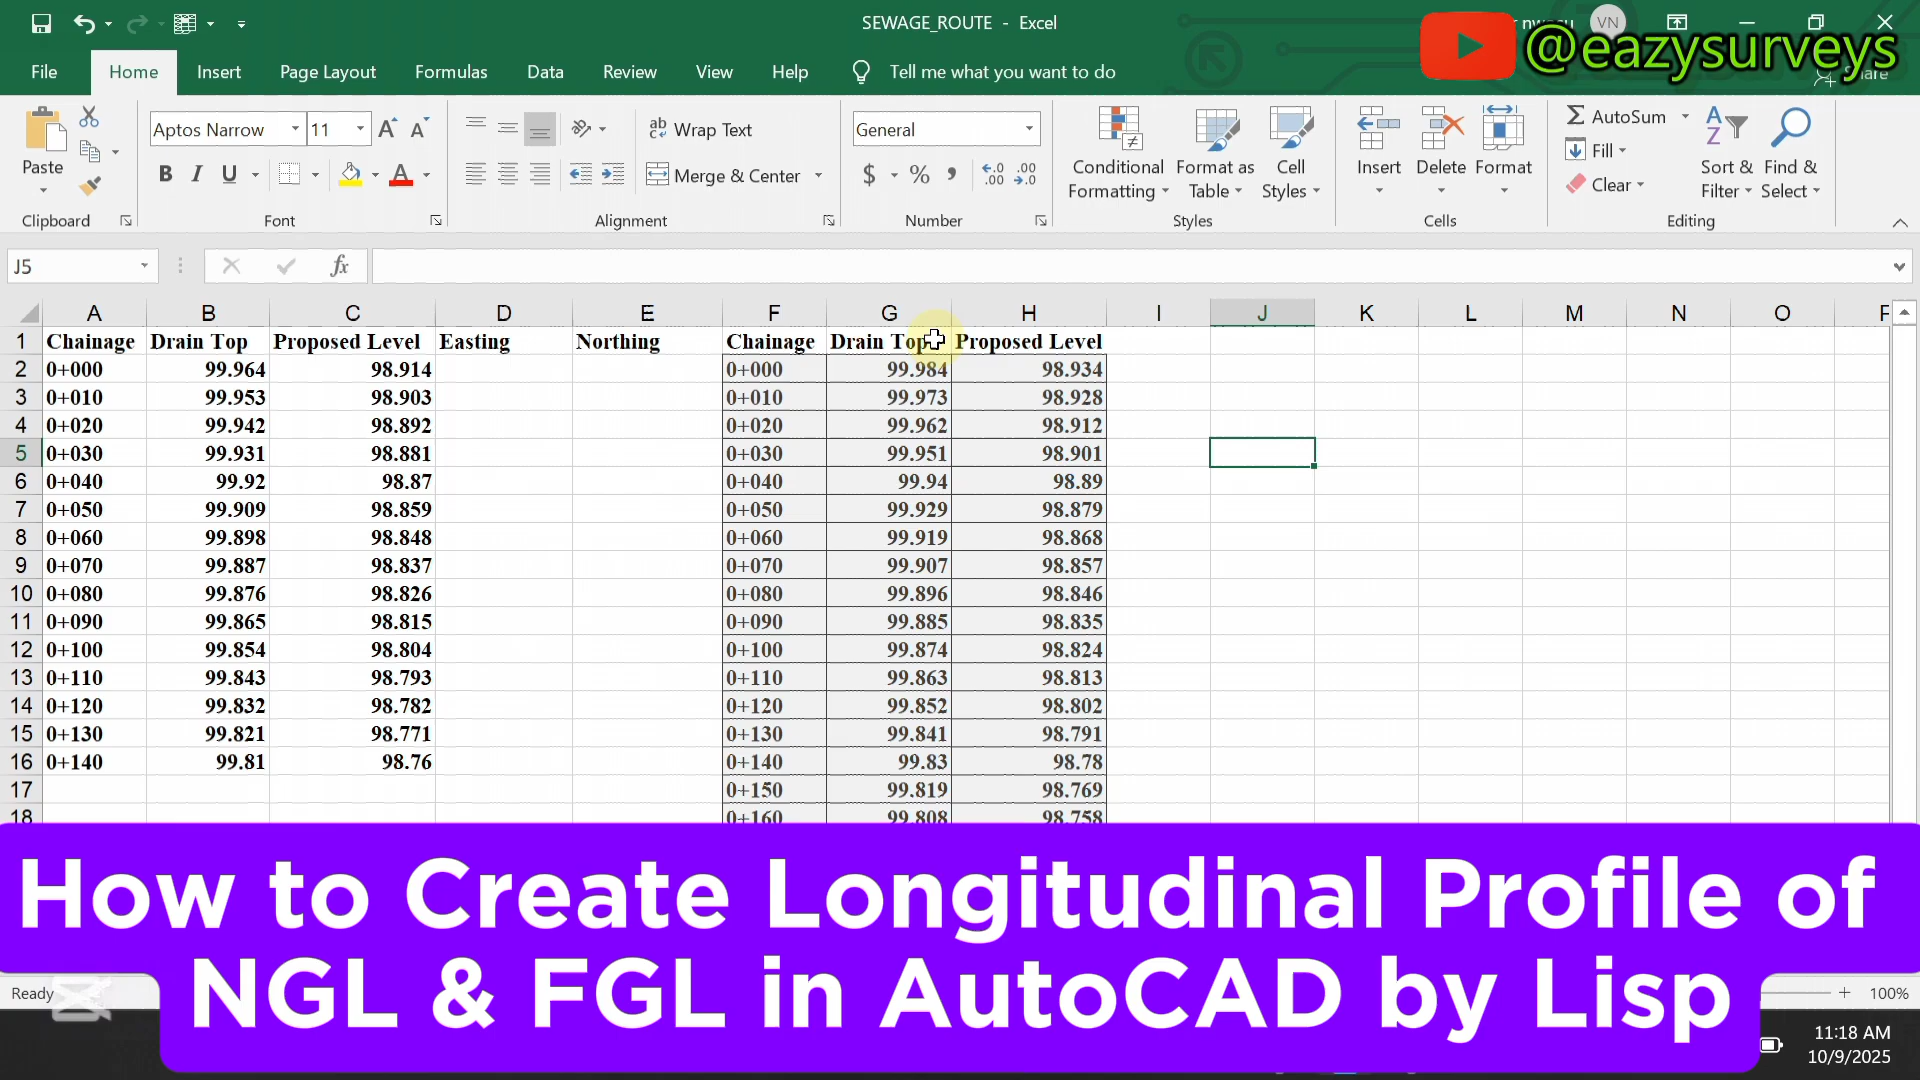 SEWAGE_ROUTE - Excel
VN
@eazysurveys
File Home Insert Page Layout Formulas Data Review View Help Tell me what you want to do
Paste
Clipboard
Aptos Narrow 11
B I U
Font
Wrap Text
Merge & Center
Alignment
General
$ % ,
Number
Conditional Formatting
Format as Table
Cell Styles
Styles
Insert Delete Format
Cells
AutoSum
Fill
Clear
Sort & Filter
Find & Select
Editing
J5
fx
A B C D E F G H I J K L M N O
1 Chainage Drain Top Proposed Level Easting Northing Chainage Drain Top Proposed Level
2 0+000 99.964 98.914 0+000 99.984 98.934
3 0+010 99.953 98.903 0+010 99.973 98.928
4 0+020 99.942 98.892 0+020 99.962 98.912
5 0+030 99.931 98.881 0+030 99.951 98.901
6 0+040 99.92 98.87 0+040 99.94 98.89
7 0+050 99.909 98.859 0+050 99.929 98.879
8 0+060 99.898 98.848 0+060 99.919 98.868
9 0+070 99.887 98.837 0+070 99.907 98.857
10 0+080 99.876 98.826 0+080 99.896 98.846
11 0+090 99.865 98.815 0+090 99.885 98.835
12 0+100 99.854 98.804 0+100 99.874 98.824
13 0+110 99.843 98.793 0+110 99.863 98.813
14 0+120 99.832 98.782 0+120 99.852 98.802
15 0+130 99.821 98.771 0+130 99.841 98.791
16 0+140 99.81 98.76 0+140 99.83 98.78
17 0+150 99.819 98.769
18 0+160 99.808 98.758
How to Create Longitudinal Profile of
NGL & FGL in AutoCAD by Lisp
Ready
100%
11:18 AM
10/9/2025